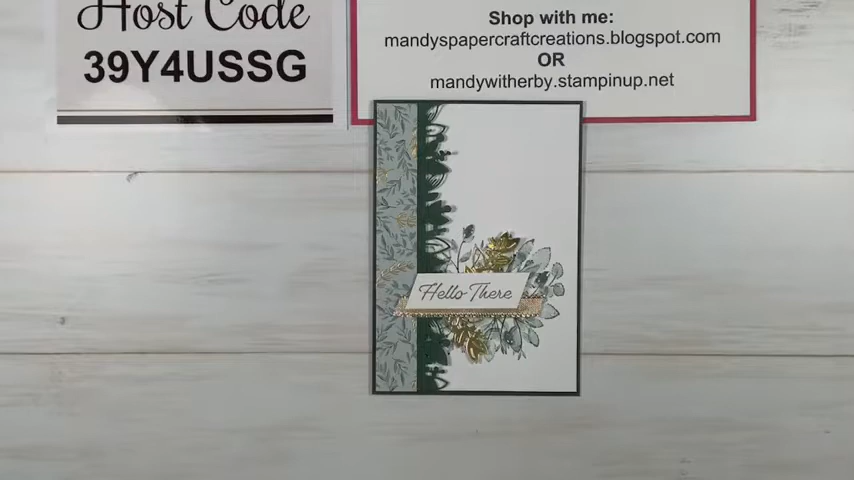 Host Code
39Y4USSG
Shop with me:
mandyspapercraftcreations.blogspot.com
OR
mandywitherby.stampinup.net
Hello There